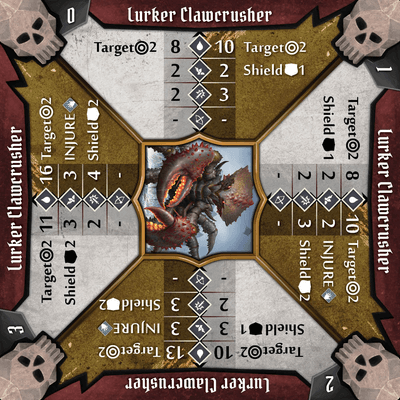 0
Lurker Clawcrusher
Target 2 8 10 Target 2
2 2 Shield 1
2 3
- -
1
Lurker Clawcrusher
Target 2 8 10 Target 2
Shield 1 2 2 INJURE
2 3 Shield 2
- -
2
Lurker Clawcrusher
Target 2 10 13 Target 2
Shield 1 3 3 INJURE
2 3 Shield 2
- -
3
Lurker Clawcrusher
Target 2 11 16 Target 2
Shield 2 3 3 INJURE
2 4 Shield 2
- -